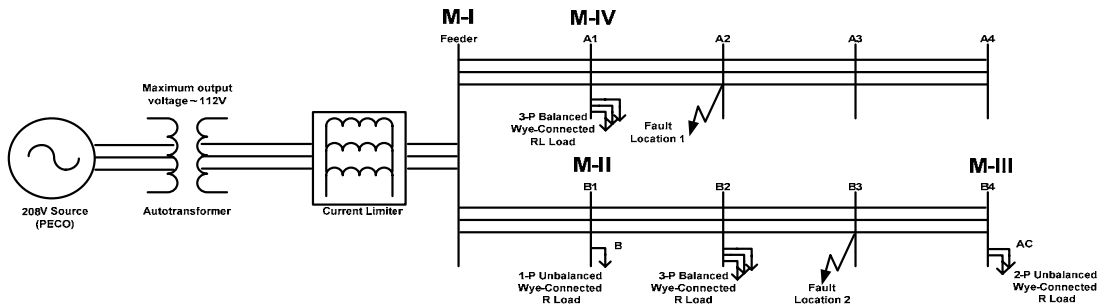 M-I
M-IV
Feeder
A1
A2
A3
A4
Maximum output
voltage ~ 112V
3-P Balanced
Wye-Connected
RL Load
Fault
Location 1
208V Source
(PECO)
Autotransformer
Current Limiter
M-II
M-III
B1
B2
B3
B4
B
AC
1-P Unbalanced
Wye-Connected
R Load
3-P Balanced
Wye-Connected
R Load
Fault
Location 2
2-P Unbalanced
Wye-Connected
R Load